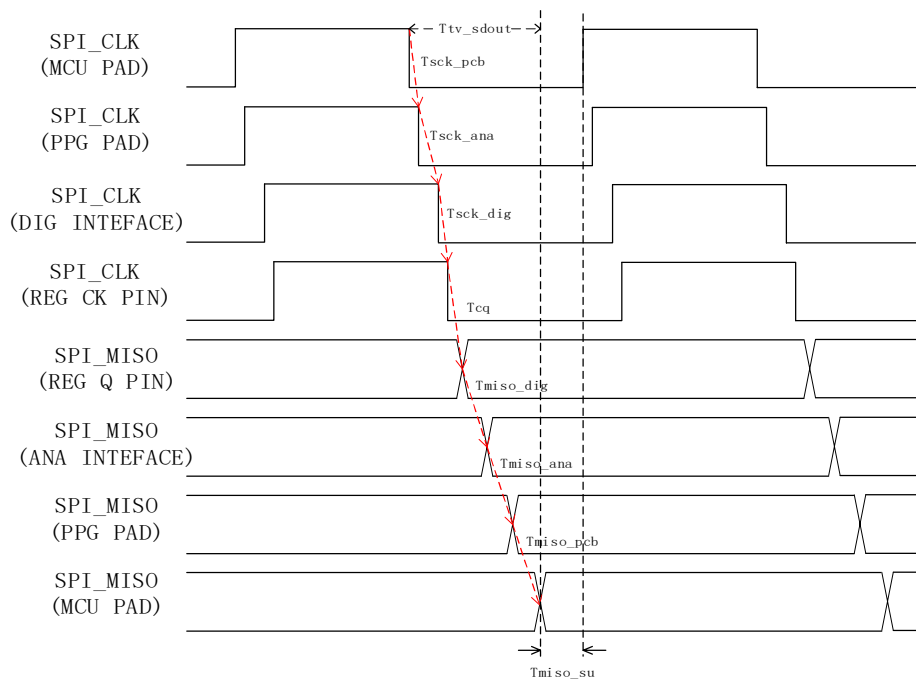 Ttv_sdout
SPI_CLK
(MCU PAD)
Tsck_pcb
SPI_CLK
(PPG PAD)
Tsck_ana
SPI_CLK
(DIG INTEFACE)
Tsck_dig
SPI_CLK
(REG CK PIN)
Tcq
SPI_MISO
(REG Q PIN)
Tmiso_dig
SPI_MISO
(ANA INTEFACE)
Tmiso_ana
SPI_MISO
(PPG PAD)
Tmiso_pcb
SPI_MISO
(MCU PAD)
Tmiso_su